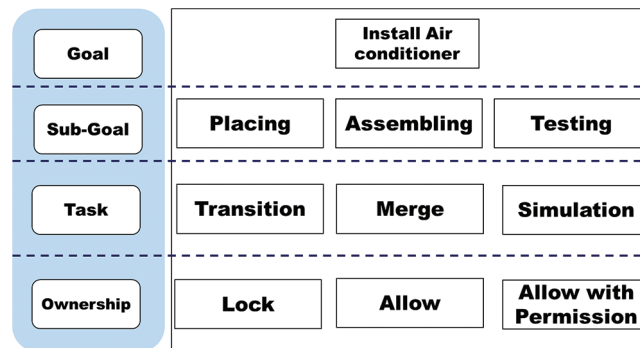 Goal
Install Air
conditioner
Sub-Goal
Placing
Assembling
Testing
Task
Transition
Merge
Simulation
Ownership
Lock
Allow
Allow with
Permission